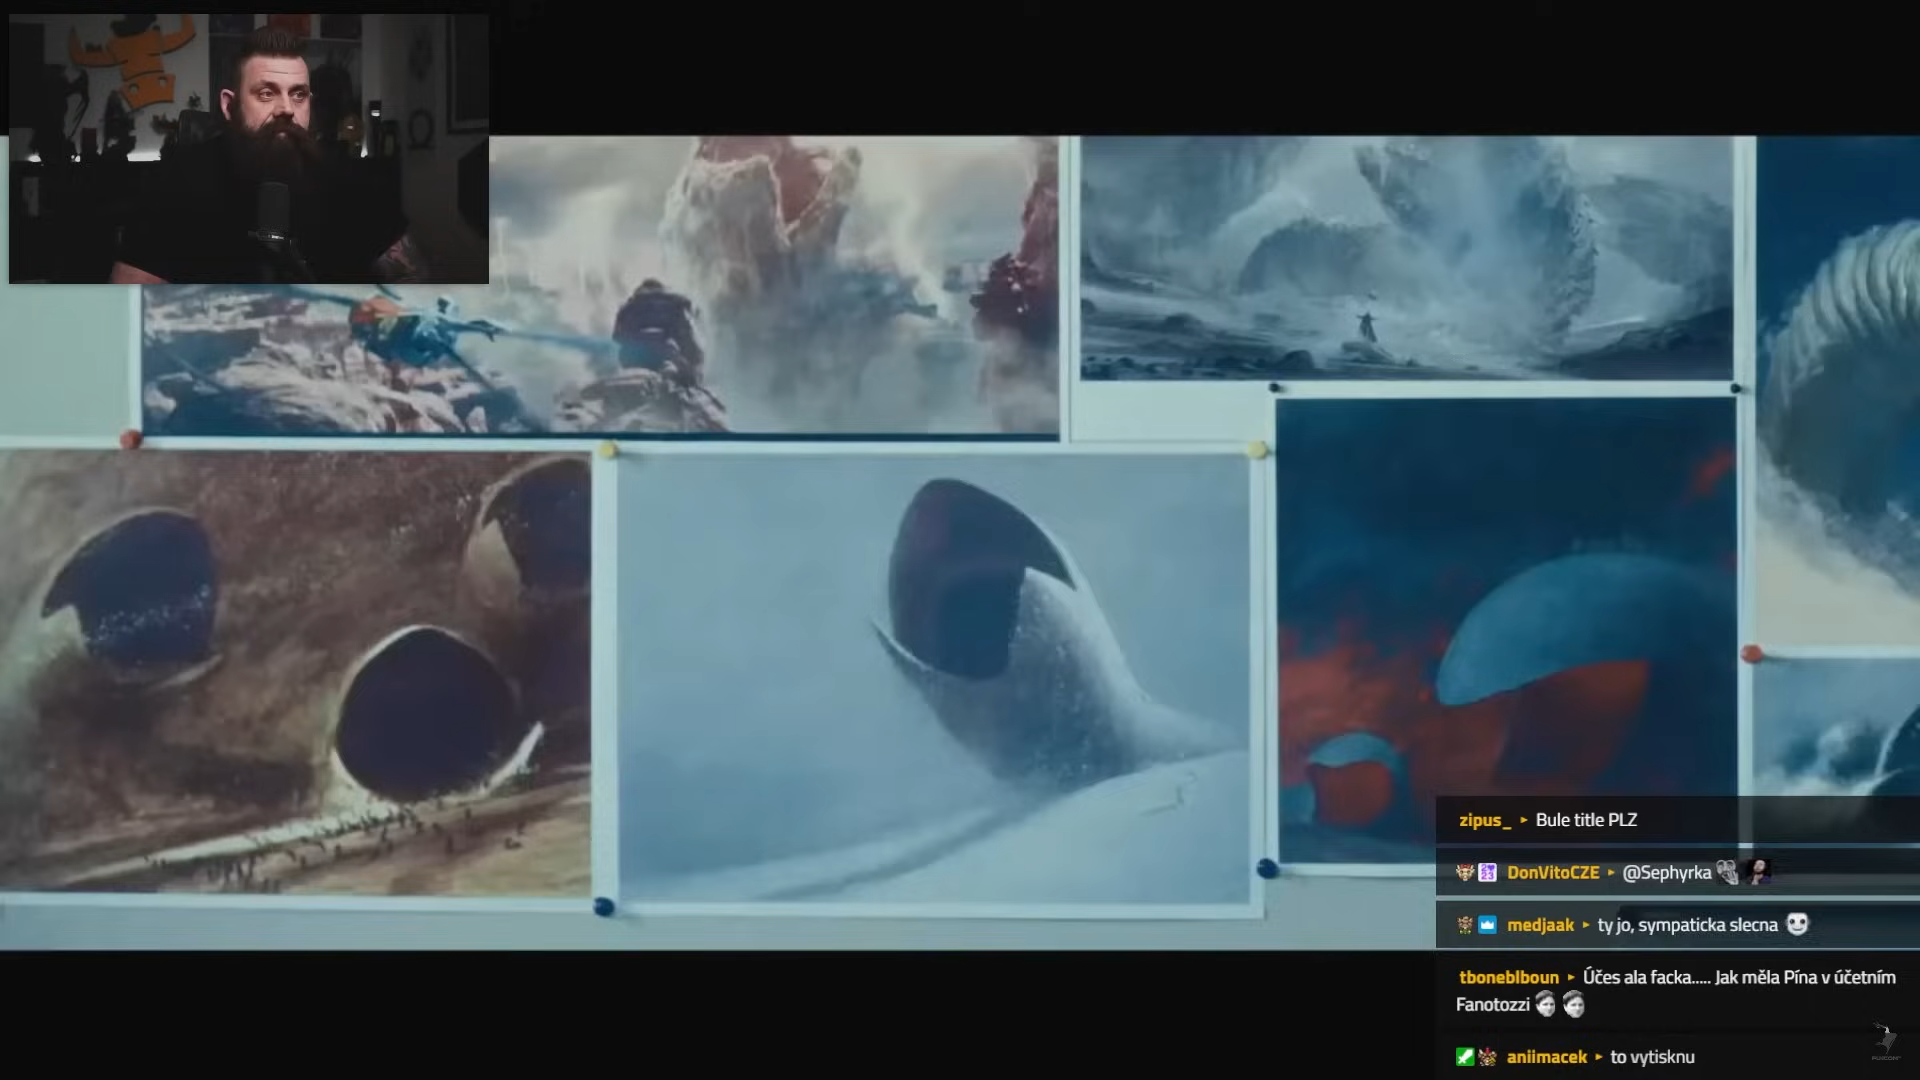 zipus_ ▸ Bule title PLZ
DonVitoCZE ▸ @Sephyrka
medjaak ▸ ty jo, sympaticka slecna
tboneblboun ▸ Účes ala facka..... Jak měla Pína v účetním
Fanotozzi
aniimacek ▸ to vytisknu